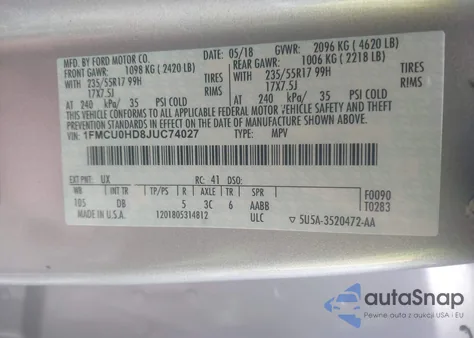 MFD. BY FORD MOTOR CO.
05/18 GVWR: 2096 KG (4620 LB)
FRONT GAWR: 1098 KG (2420 LB)
REAR GAWR: 1006 KG (2218 LB)
235/55R17 99H TIRES
235/55R17 99H TIRES
17X7.5J RIMS
17X7.5J RIMS
AT 240 kPa/ 35 PSI COLD
AT 240 kPa/ 35 PSI COLD
THIS VEHICLE CONFORMS TO ALL APPLICABLE FEDERAL MOTOR VEHICLE SAFETY, BUMPER, AND THEFT
PREVENTION STANDARDS IN EFFECT ON THE DATE OF MANUFACTURE SHOWN ABOVE.
VIN: 1FMCU0HD8JUC74027 TYPE: MPV
EXT PNT: UX RC: 41 DSO:
WB INT TR TP/PS R AXLE TR SPR
105 DB 5 3C 6 AABB
F0090
T0283
MADE IN U.S.A. 1201805314812 ULC
▽ 5U5A-3520472-AA
autoSnap
Pewne auta z aukcji USA i EU